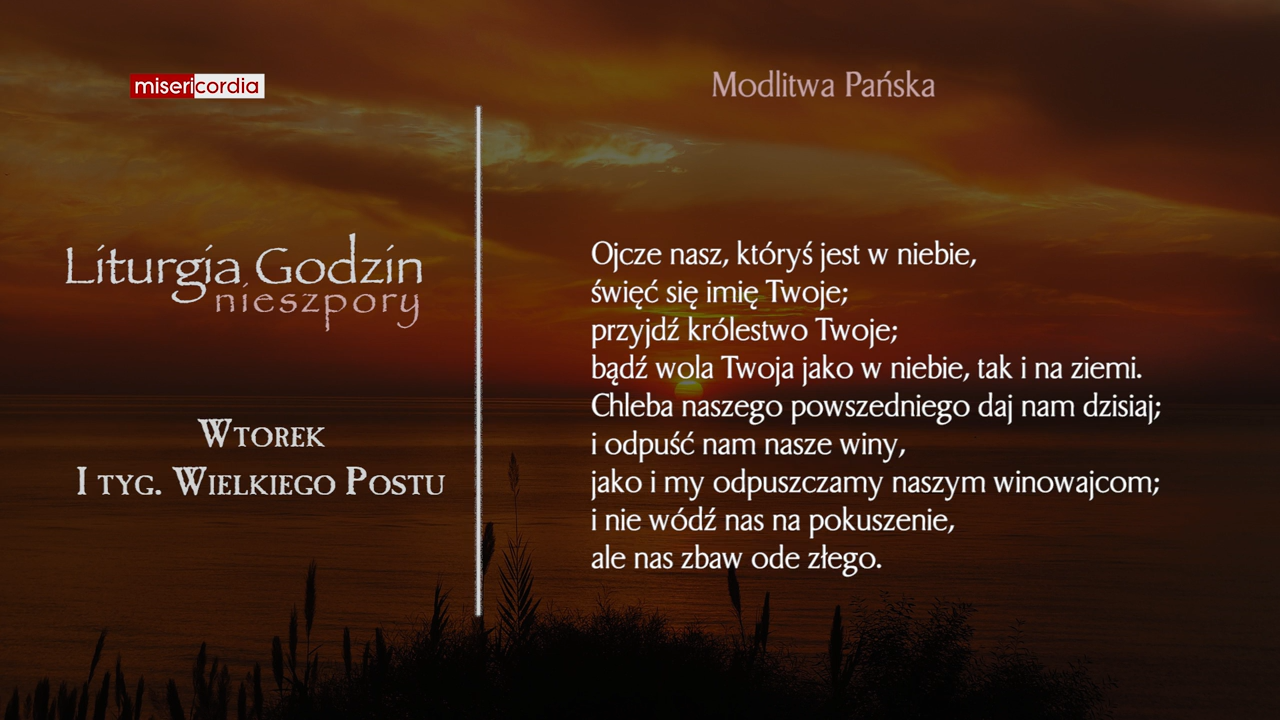 misericordia
Modlitwa Pańska
Liturgia Godzin
nieszpory
Wtorek
I tyg. Wielkiego Postu
Ojcze nasz, któryś jest w niebie,
święć się imię Twoje;
przyjdź królestwo Twoje;
bądź wola Twoja jako w niebie, tak i na ziemi.
Chleba naszego powszedniego daj nam dzisiaj;
i odpuść nam nasze winy,
jako i my odpuszczamy naszym winowajcom;
i nie wódź nas na pokuszenie,
ale nas zbaw ode złego.